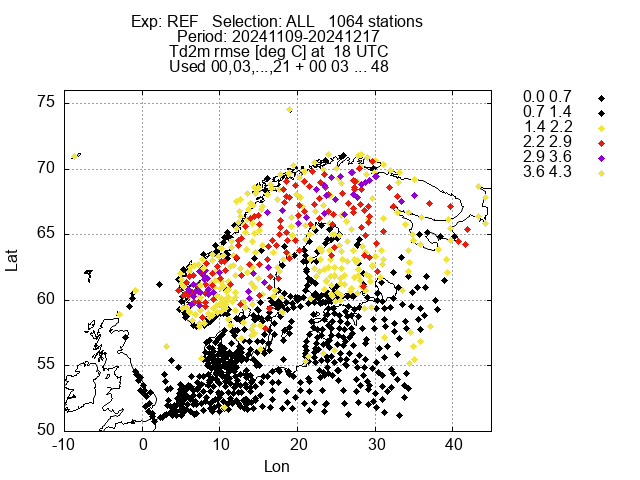 Exp: REF   Selection: ALL   1064 stations
Period: 20241109-20241217
Td2m rmse [deg C] at  18 UTC
Used 00,03,...,21 + 00 03 ... 48
0.0 0.7
0.7 1.4
1.4 2.2
2.2 2.9
2.9 3.6
3.6 4.3
75
70
65
60
55
50
Lat
-10 0 10 20 30 40
Lon